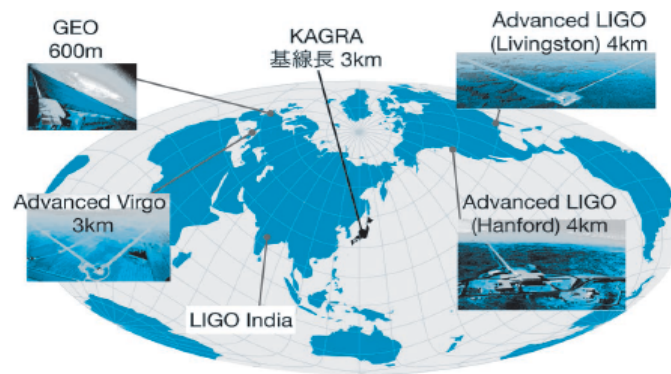 GEO
600m
KAGRA
基線長 3km
Advanced LIGO
(Livingston) 4km
Advanced Virgo
3km
Advanced LIGO
(Hanford) 4km
LIGO India